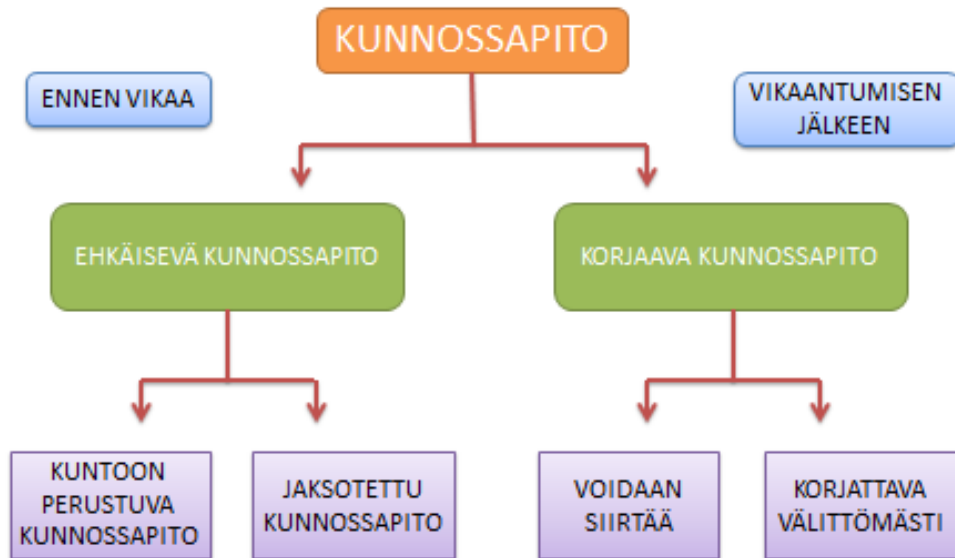 KUNNOSSAPITO
ENNEN VIKAA
VIKAANTUMISEN
JÄLKEEN
EHKÄISEVÄ KUNNOSSAPITO
KORJAAVA KUNNOSSAPITO
KUNTOON
PERUSTUVA
KUNNOSSAPITO
JAKSOTETTU
KUNNOSSAPITO
VOIDAAN
SIIRTÄÄ
KORJATTAVA
VÄLITTÖMÄSTI